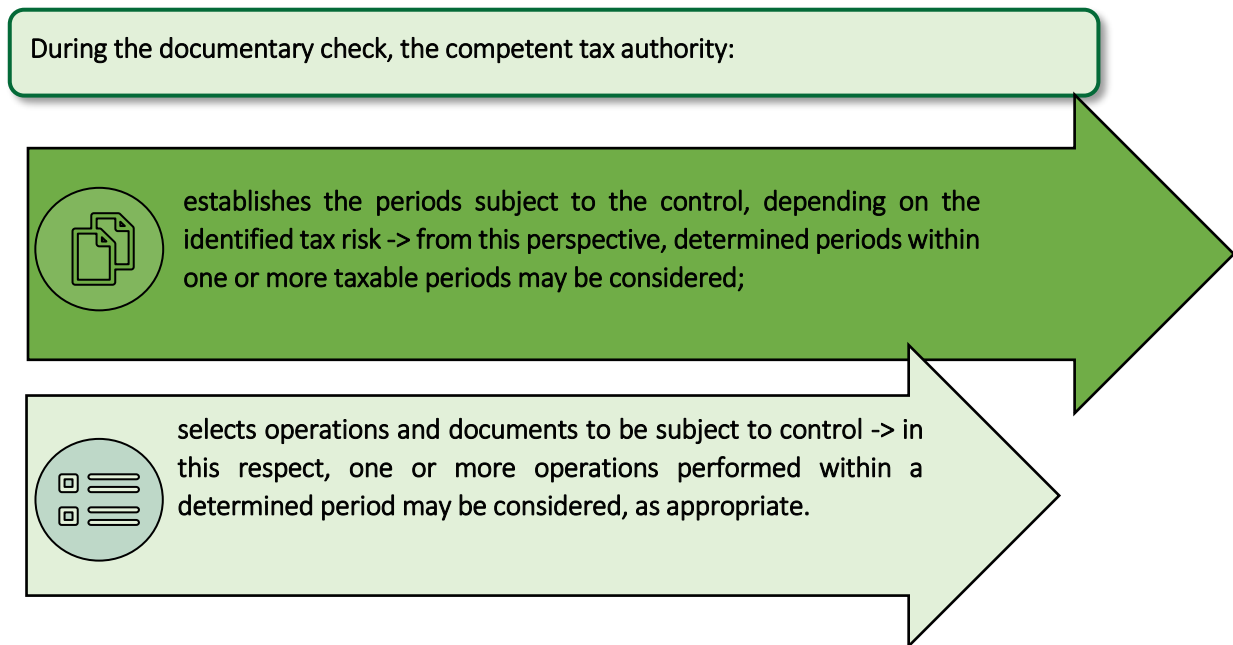 During the documentary check, the competent tax authority:
establishes the periods subject to the control, depending on the
identified tax risk -> from this perspective, determined periods within
one or more taxable periods may be considered;
selects operations and documents to be subject to control -> in
this respect, one or more operations performed within a
determined period may be considered, as appropriate.